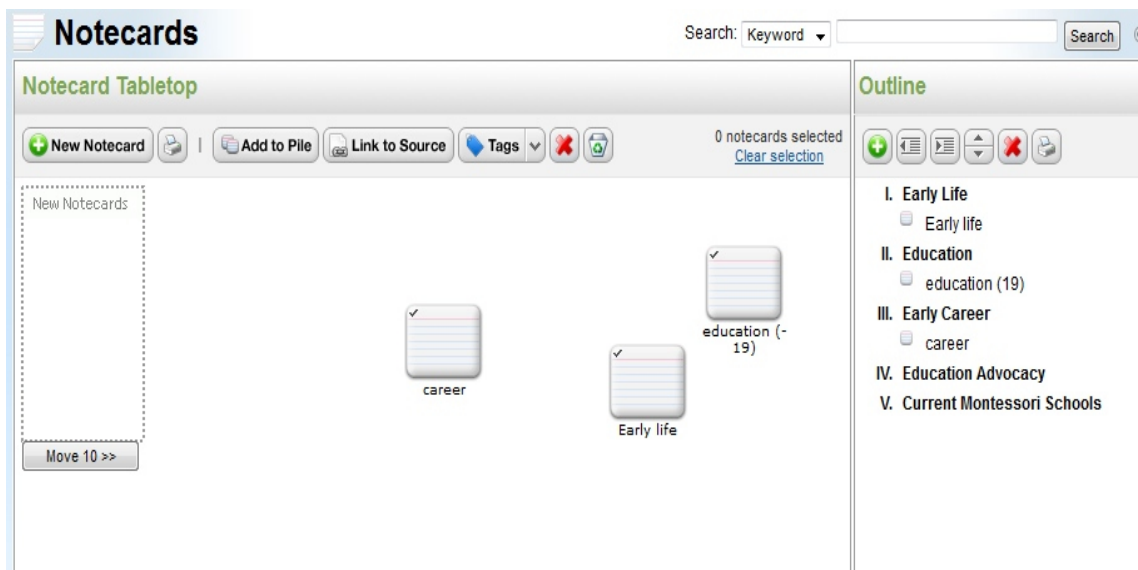 Notecards
Search: Keyword Search
Notecard Tabletop
Outline
New Notecard | Add to Pile Link to Source Tags
0 notecards selected
Clear selection
New Notecards
Move 10 >>
career
Early life
education (-
19)
I. Early Life
Early life
II. Education
education (19)
III. Early Career
career
IV. Education Advocacy
V. Current Montessori Schools